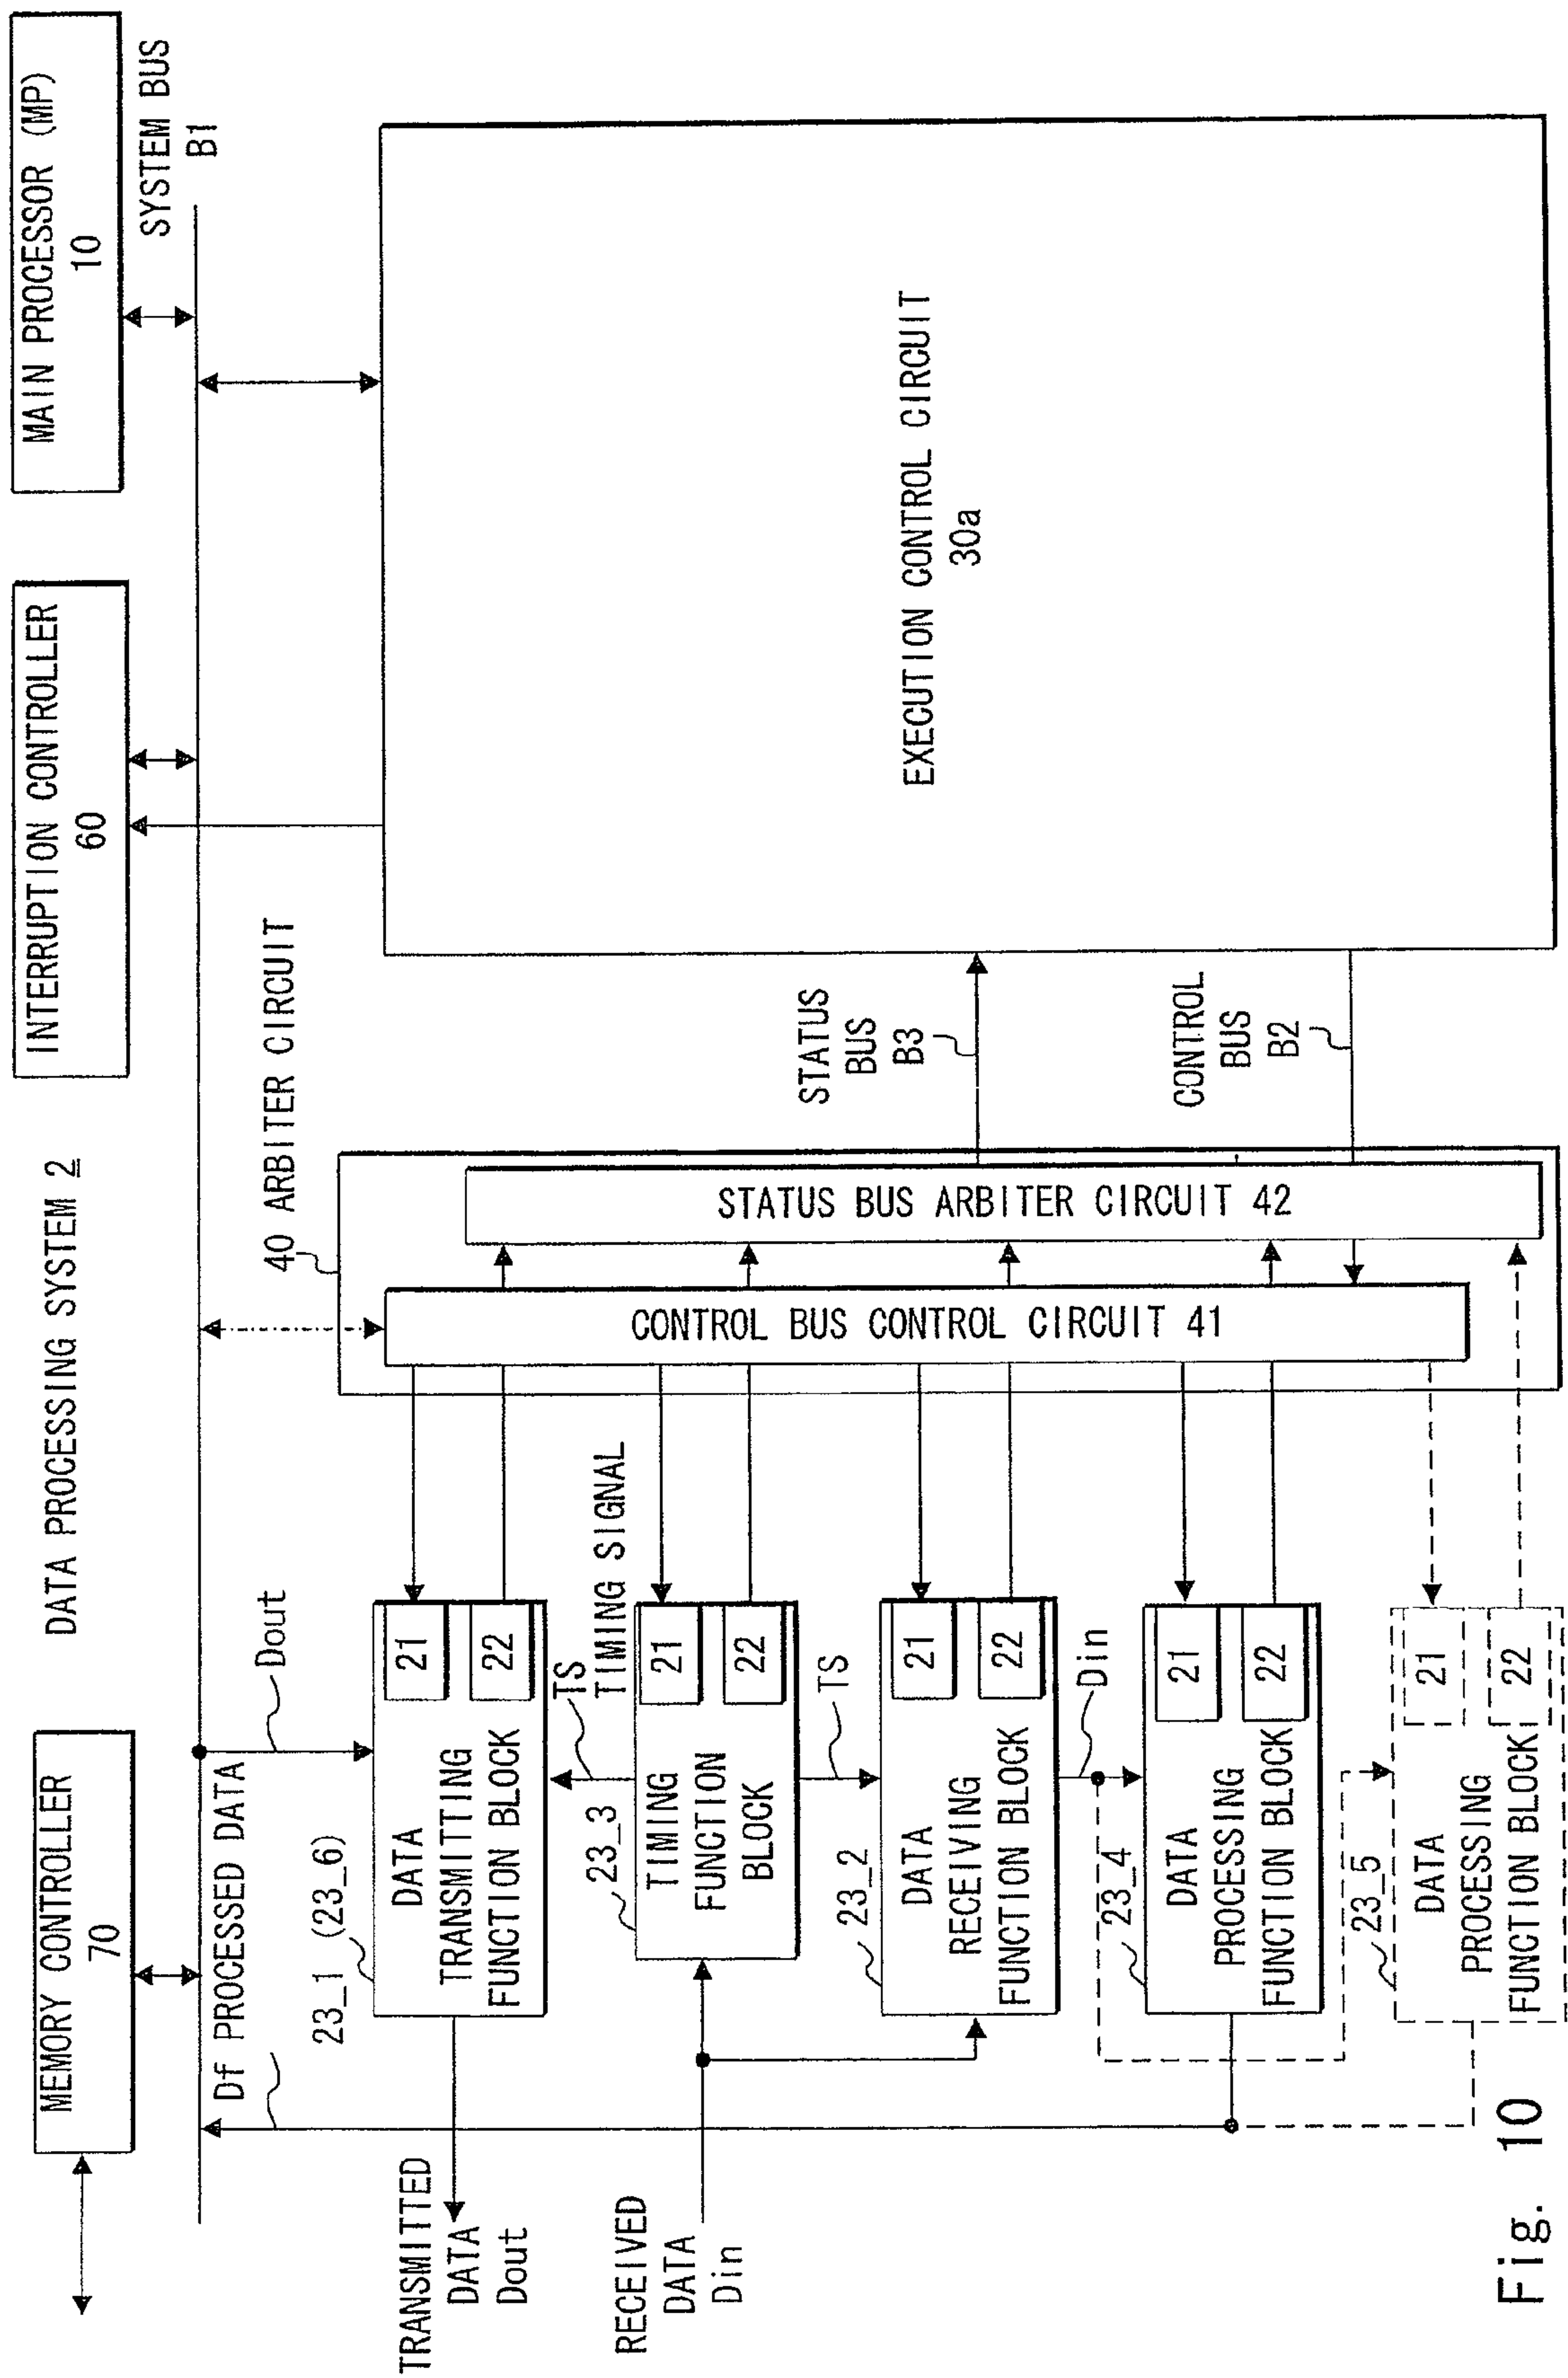 DATA PROCESSING SYSTEM 2
MEMORY CONTROLLER
70
INTERRUPTION CONTROLLER
60
MAIN PROCESSOR (MP)
10
SYSTEM BUS
B1
Df PROCESSED DATA
Dout
40 ARBITER CIRCUIT
23_1 (23_6)
DATA
TRANSMITTING
FUNCTION BLOCK
21
22
TRANSMITTED
DATA
Dout
TS
TIMING SIGNAL
23_3
TIMING
FUNCTION
BLOCK
21
22
RECEIVED
DATA
Din
TS
23_2
DATA
RECEIVING
FUNCTION BLOCK
21
22
Din
23_4
DATA
PROCESSING
FUNCTION BLOCK
21
22
23_5
DATA
PROCESSING
FUNCTION BLOCK
21
22
CONTROL BUS CONTROL CIRCUIT 41
STATUS BUS ARBITER CIRCUIT 42
STATUS
BUS
B3
CONTROL
BUS
B2
EXECUTION CONTROL CIRCUIT
30a
Fig. 10